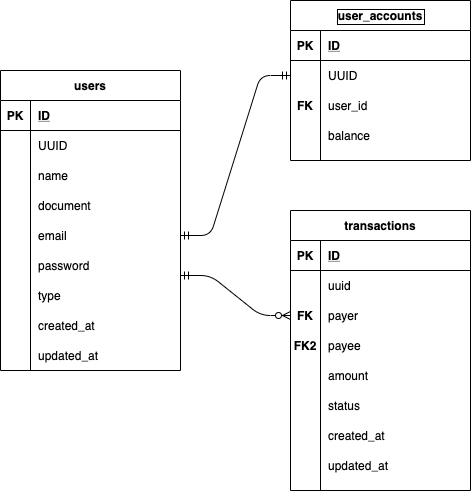 users
PK ID
UUID
name
document
email
password
type
created_at
updated_at
user_accounts
PK ID
UUID
FK user_id
balance
transactions
PK ID
uuid
FK payer
FK2 payee
amount
status
created_at
updated_at